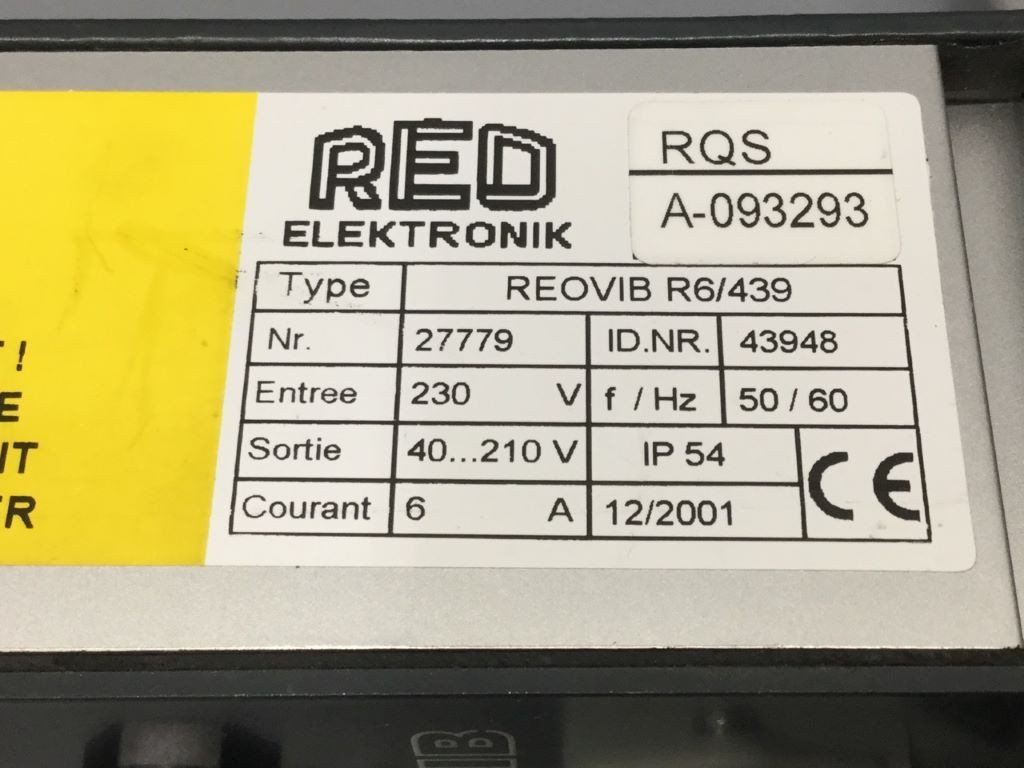 RED
ELEKTRONIK
RQS
A-093293
Type REOVIB R6/439
Nr. 27779 ID.NR. 43948
Entree 230 V f / Hz 50 / 60
Sortie 40...210 V IP 54
Courant 6 A 12/2001
CE
!
E
NT
ER